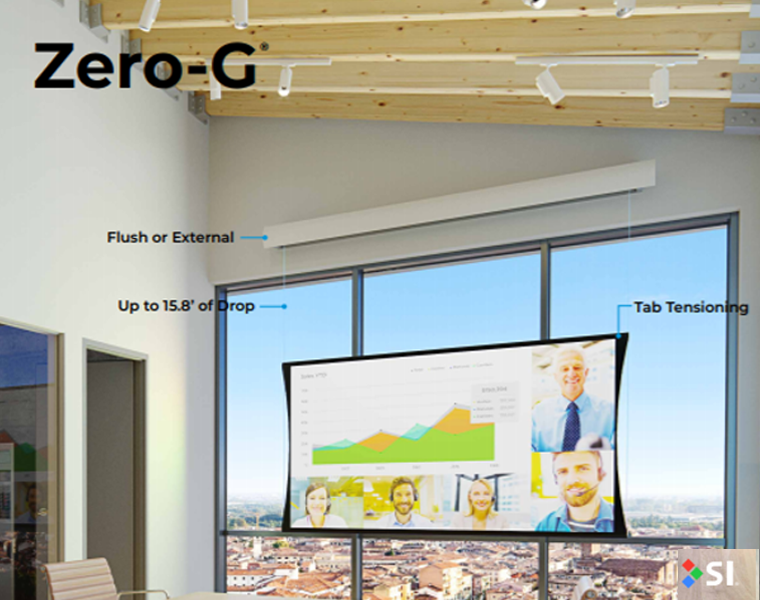 Zero-G®
Flush or External
Up to 15.8' of Drop
Tab Tensioning
SI